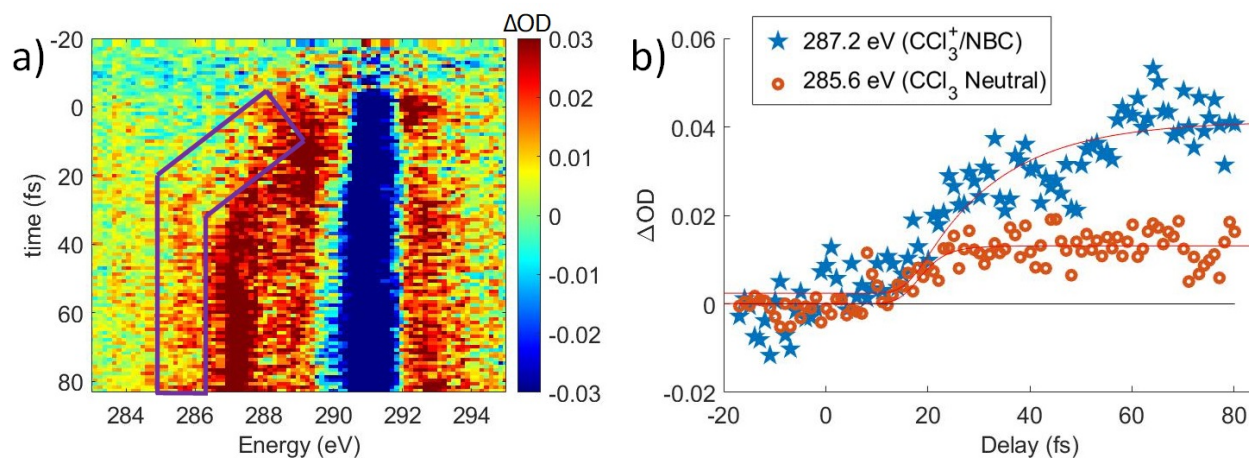 a)
ΔOD
-20
0
20
40
60
80
time (fs)
284 286 288 290 292 294
Energy (eV)
0.03
0.02
0.01
0
-0.01
-0.02
-0.03
b)
287.2 eV (CCl₃⁺/NBC)
285.6 eV (CCl₃ Neutral)
0.06
0.04
0.02
0
-0.02
ΔOD
-20 0 20 40 60 80
Delay (fs)